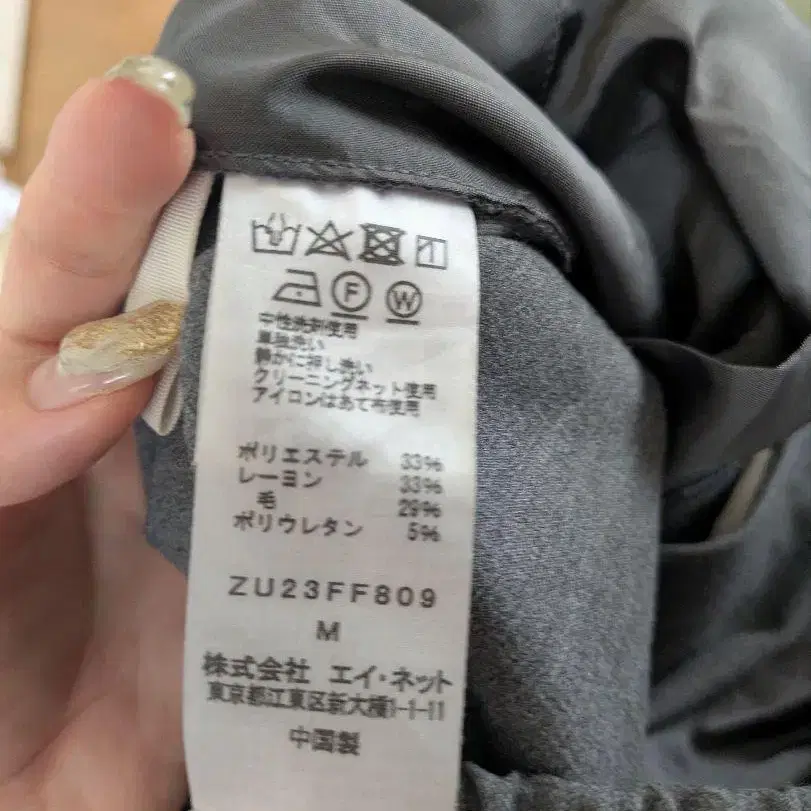 F W
中性洗剤使用
単独洗い
静かに押し洗い
クリーニングネット使用
アイロンはあて布使用
ポリエステル 33%
レーヨン 33%
毛 29%
ポリウレタン 5%
ZU23FF809
M
株式会社 エイ・ネット
東京都江東区新大橋1-1-11
中国製